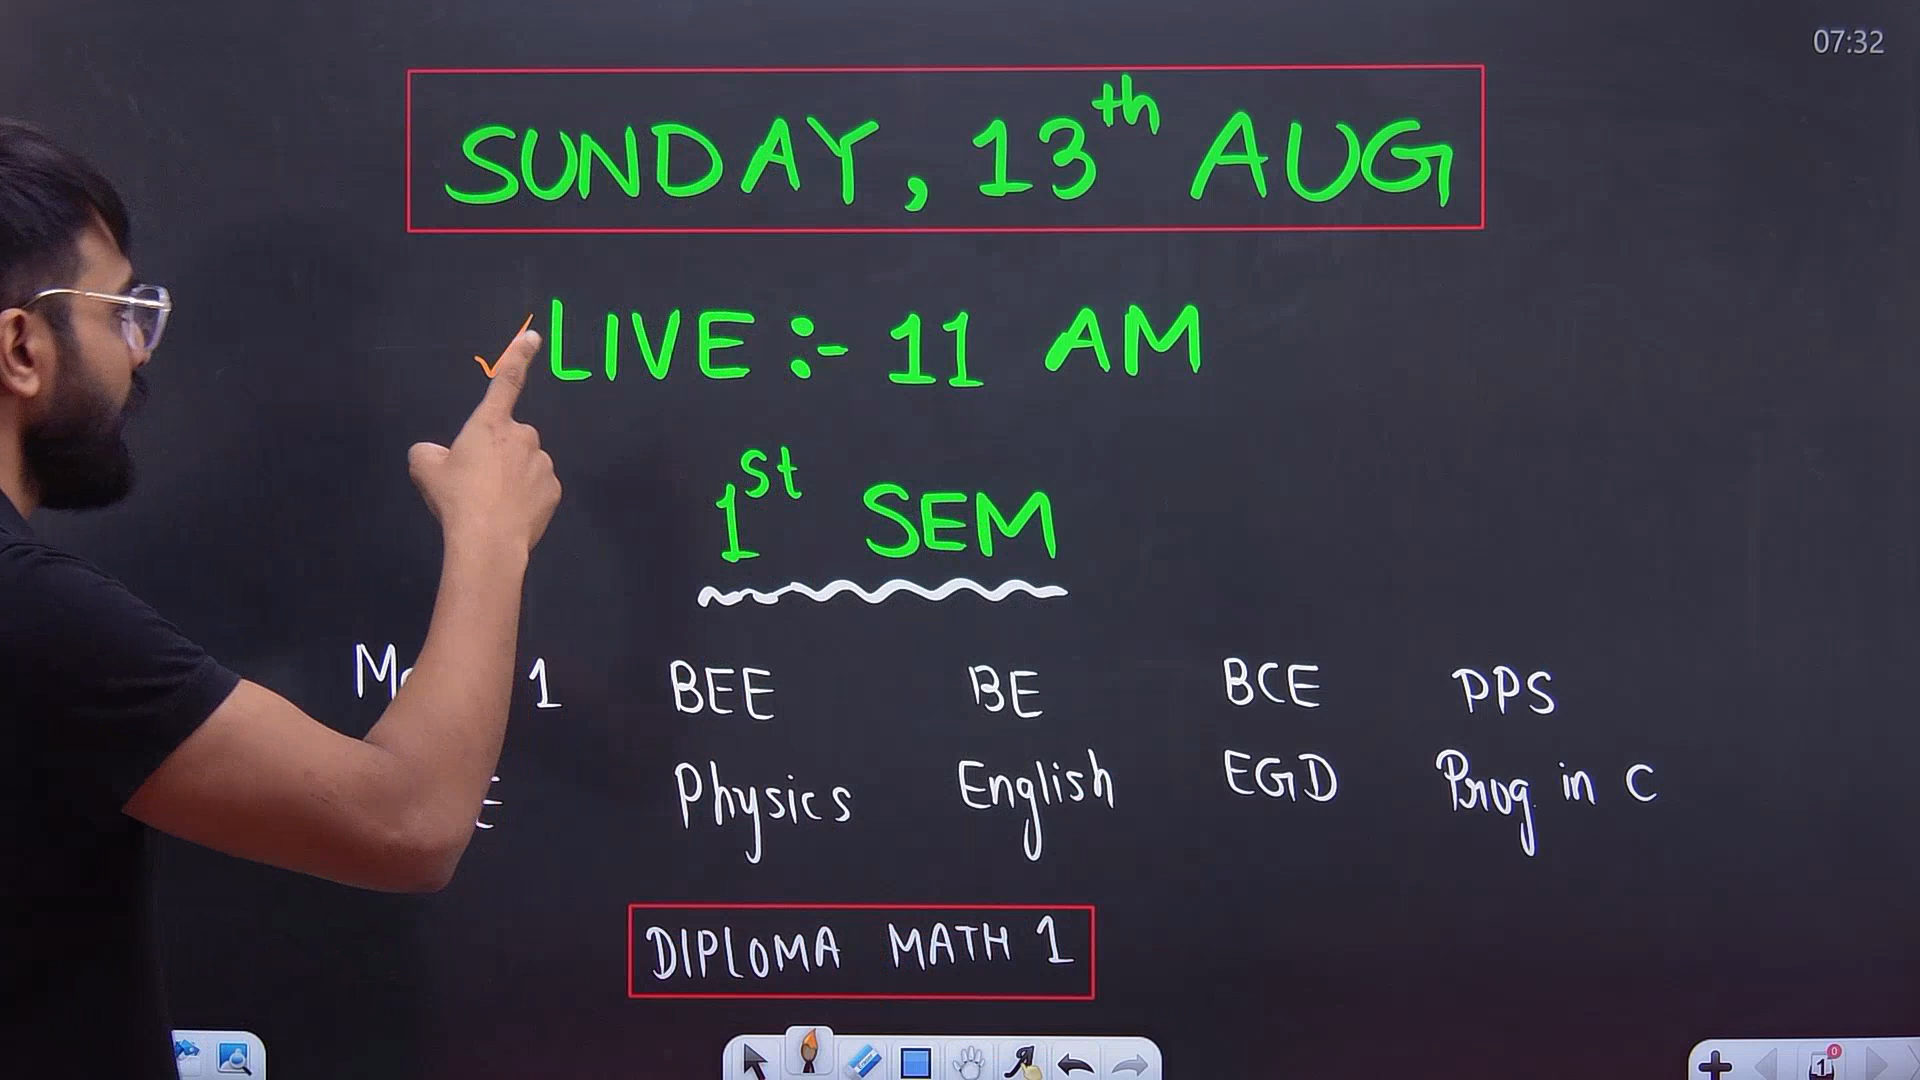 07:32
SUNDAY, 13th AUG
LIVE :- 11 AM
1st SEM
1 BEE BE BCE PPS
Physics English EGD Prog in C
DIPLOMA MATH 1